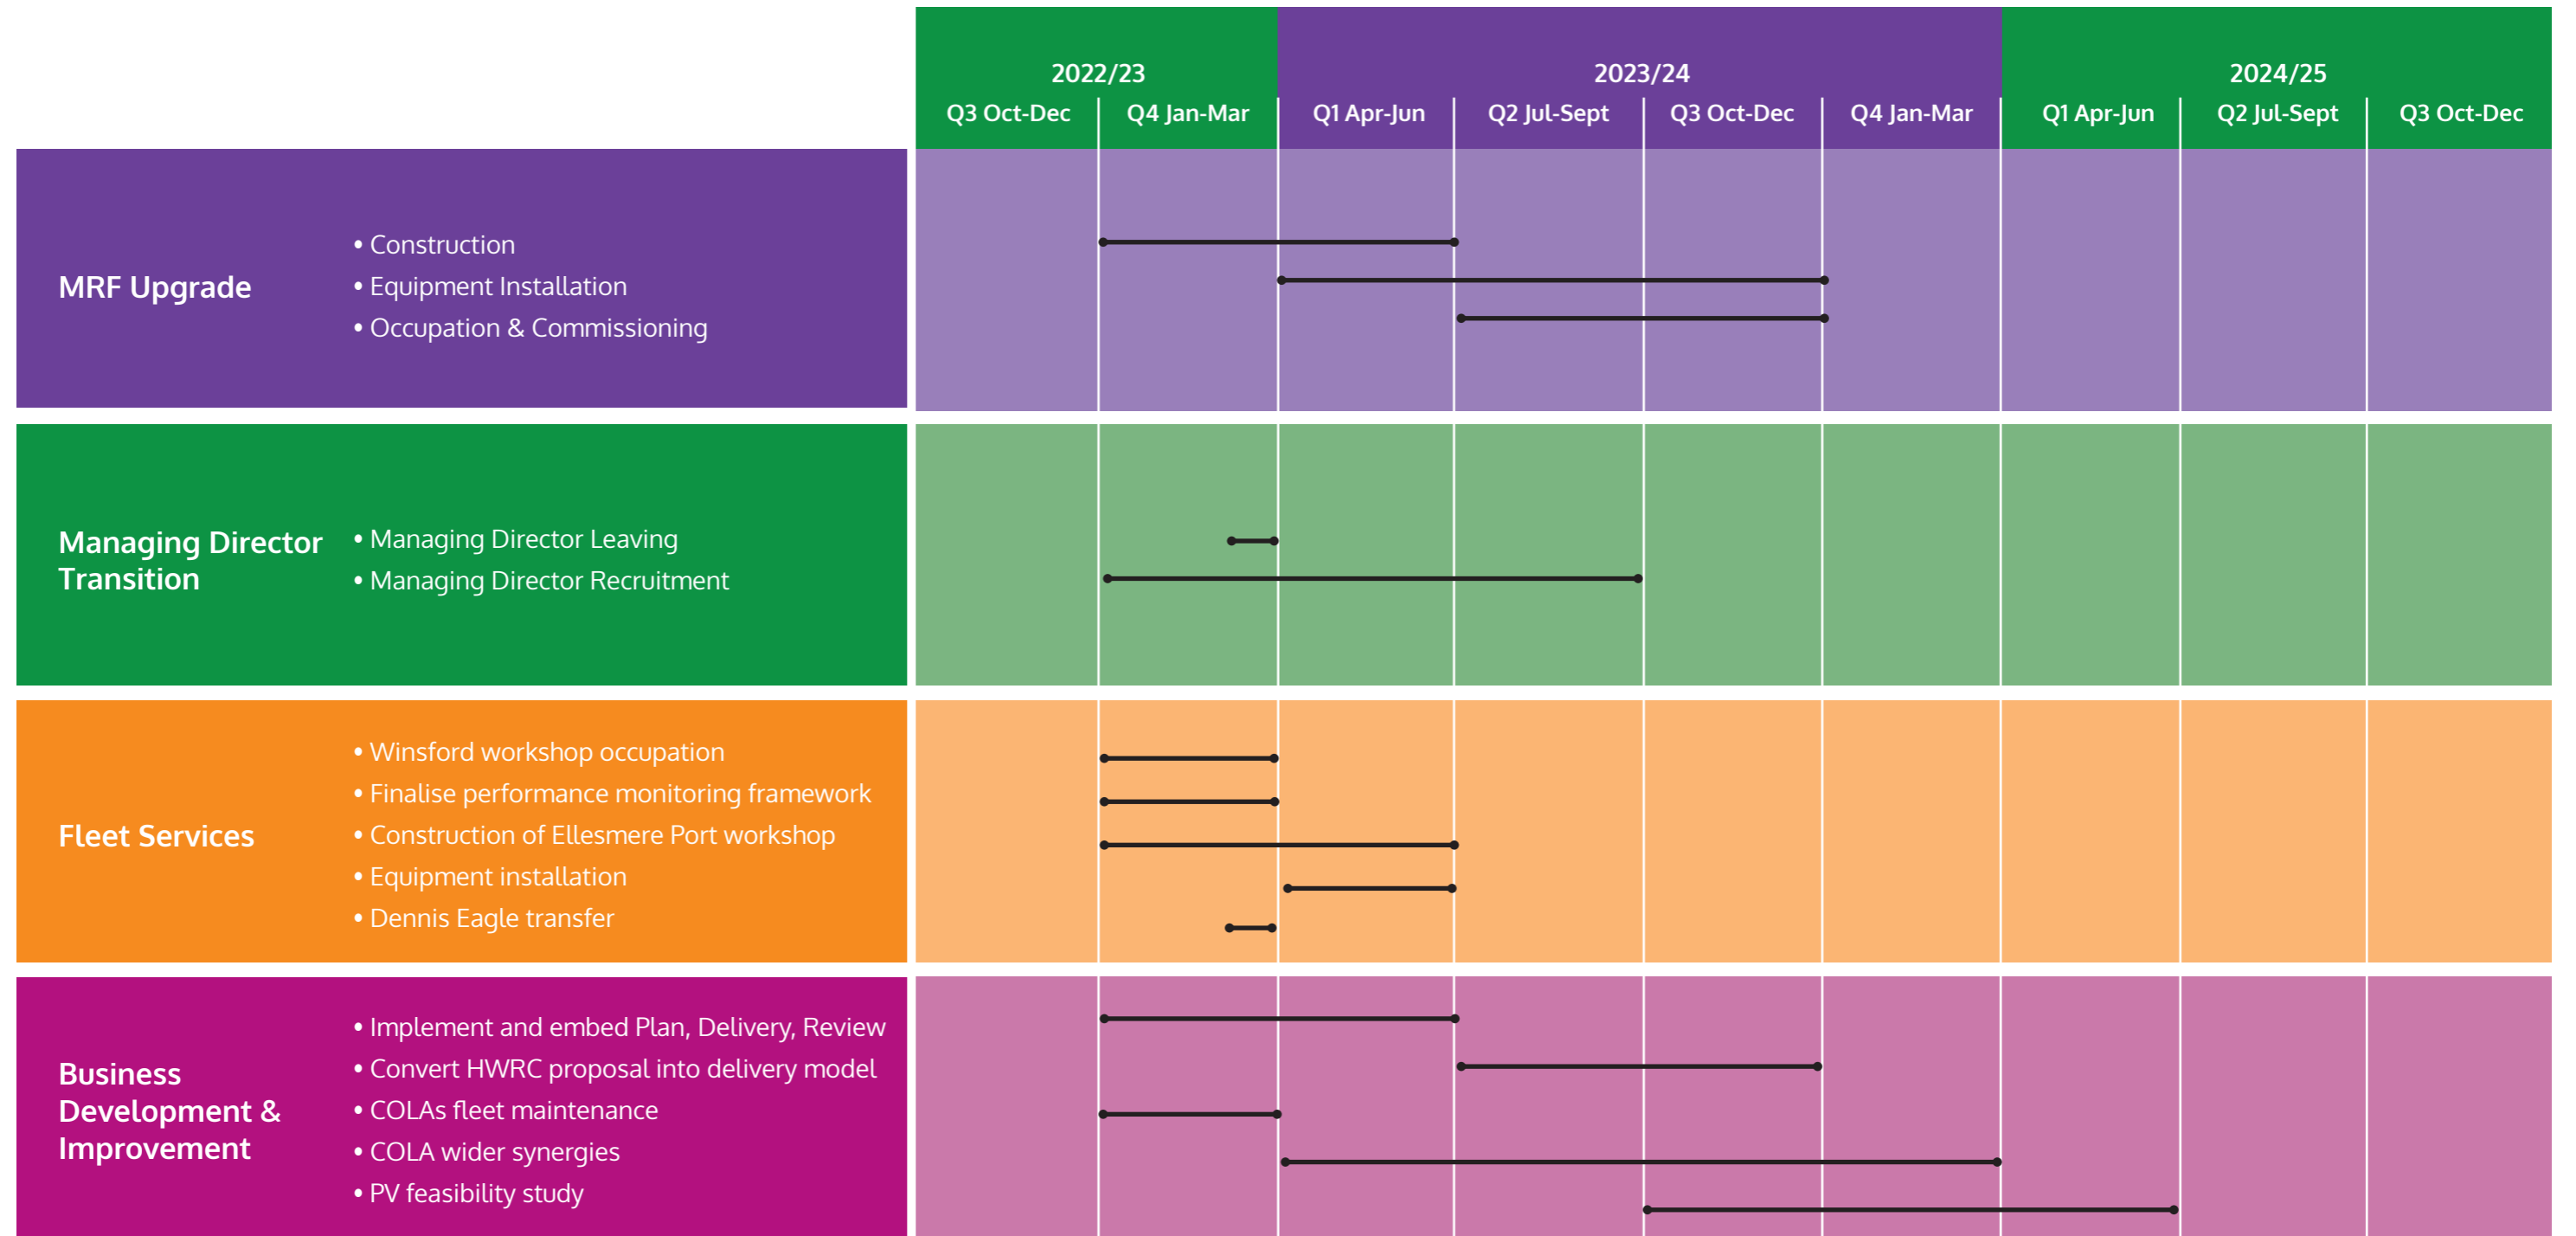 2022/23
2023/24
2024/25
Q3 Oct-Dec
Q4 Jan-Mar
Q1 Apr-Jun
Q2 Jul-Sept
Q3 Oct-Dec
Q4 Jan-Mar
Q1 Apr-Jun
Q2 Jul-Sept
Q3 Oct-Dec
MRF Upgrade
• Construction
• Equipment Installation
• Occupation & Commissioning
Managing Director
Transition
• Managing Director Leaving
• Managing Director Recruitment
Fleet Services
• Winsford workshop occupation
• Finalise performance monitoring framework
• Construction of Ellesmere Port workshop
• Equipment installation
• Dennis Eagle transfer
Business
Development &
Improvement
• Implement and embed Plan, Delivery, Review
• Convert HWRC proposal into delivery model
• COLAs fleet maintenance
• COLA wider synergies
• PV feasibility study